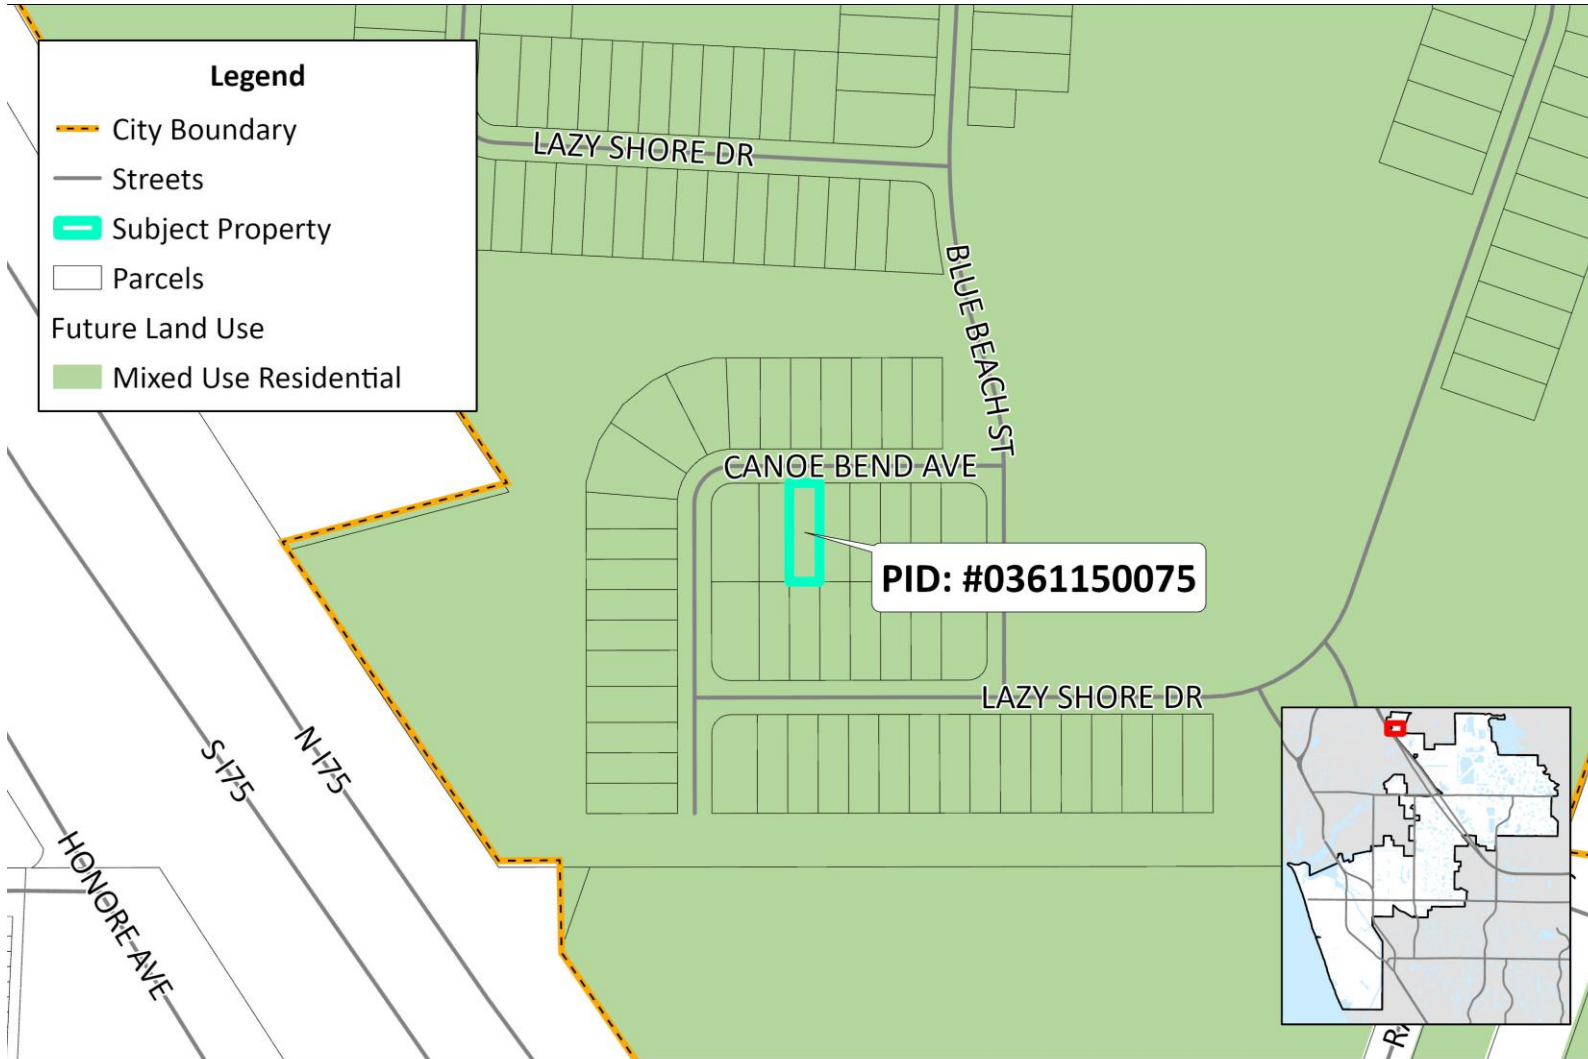 Legend
City Boundary
Streets
Subject Property
Parcels
Future Land Use
Mixed Use Residential
LAZY SHORE DR
BLUE BEACH ST
CANOE BEND AVE
PID: #0361150075
LAZY SHORE DR
N I75
S I75
HONORE AVE